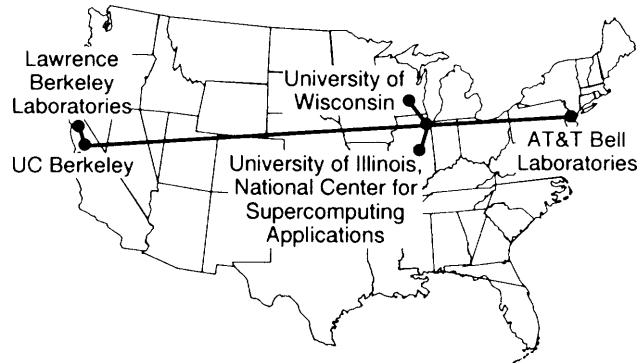 Lawrence
Berkeley
Laboratories
UC Berkeley
University of
Wisconsin
University of Illinois,
National Center for
Supercomputing
Applications
AT&T Bell
Laboratories